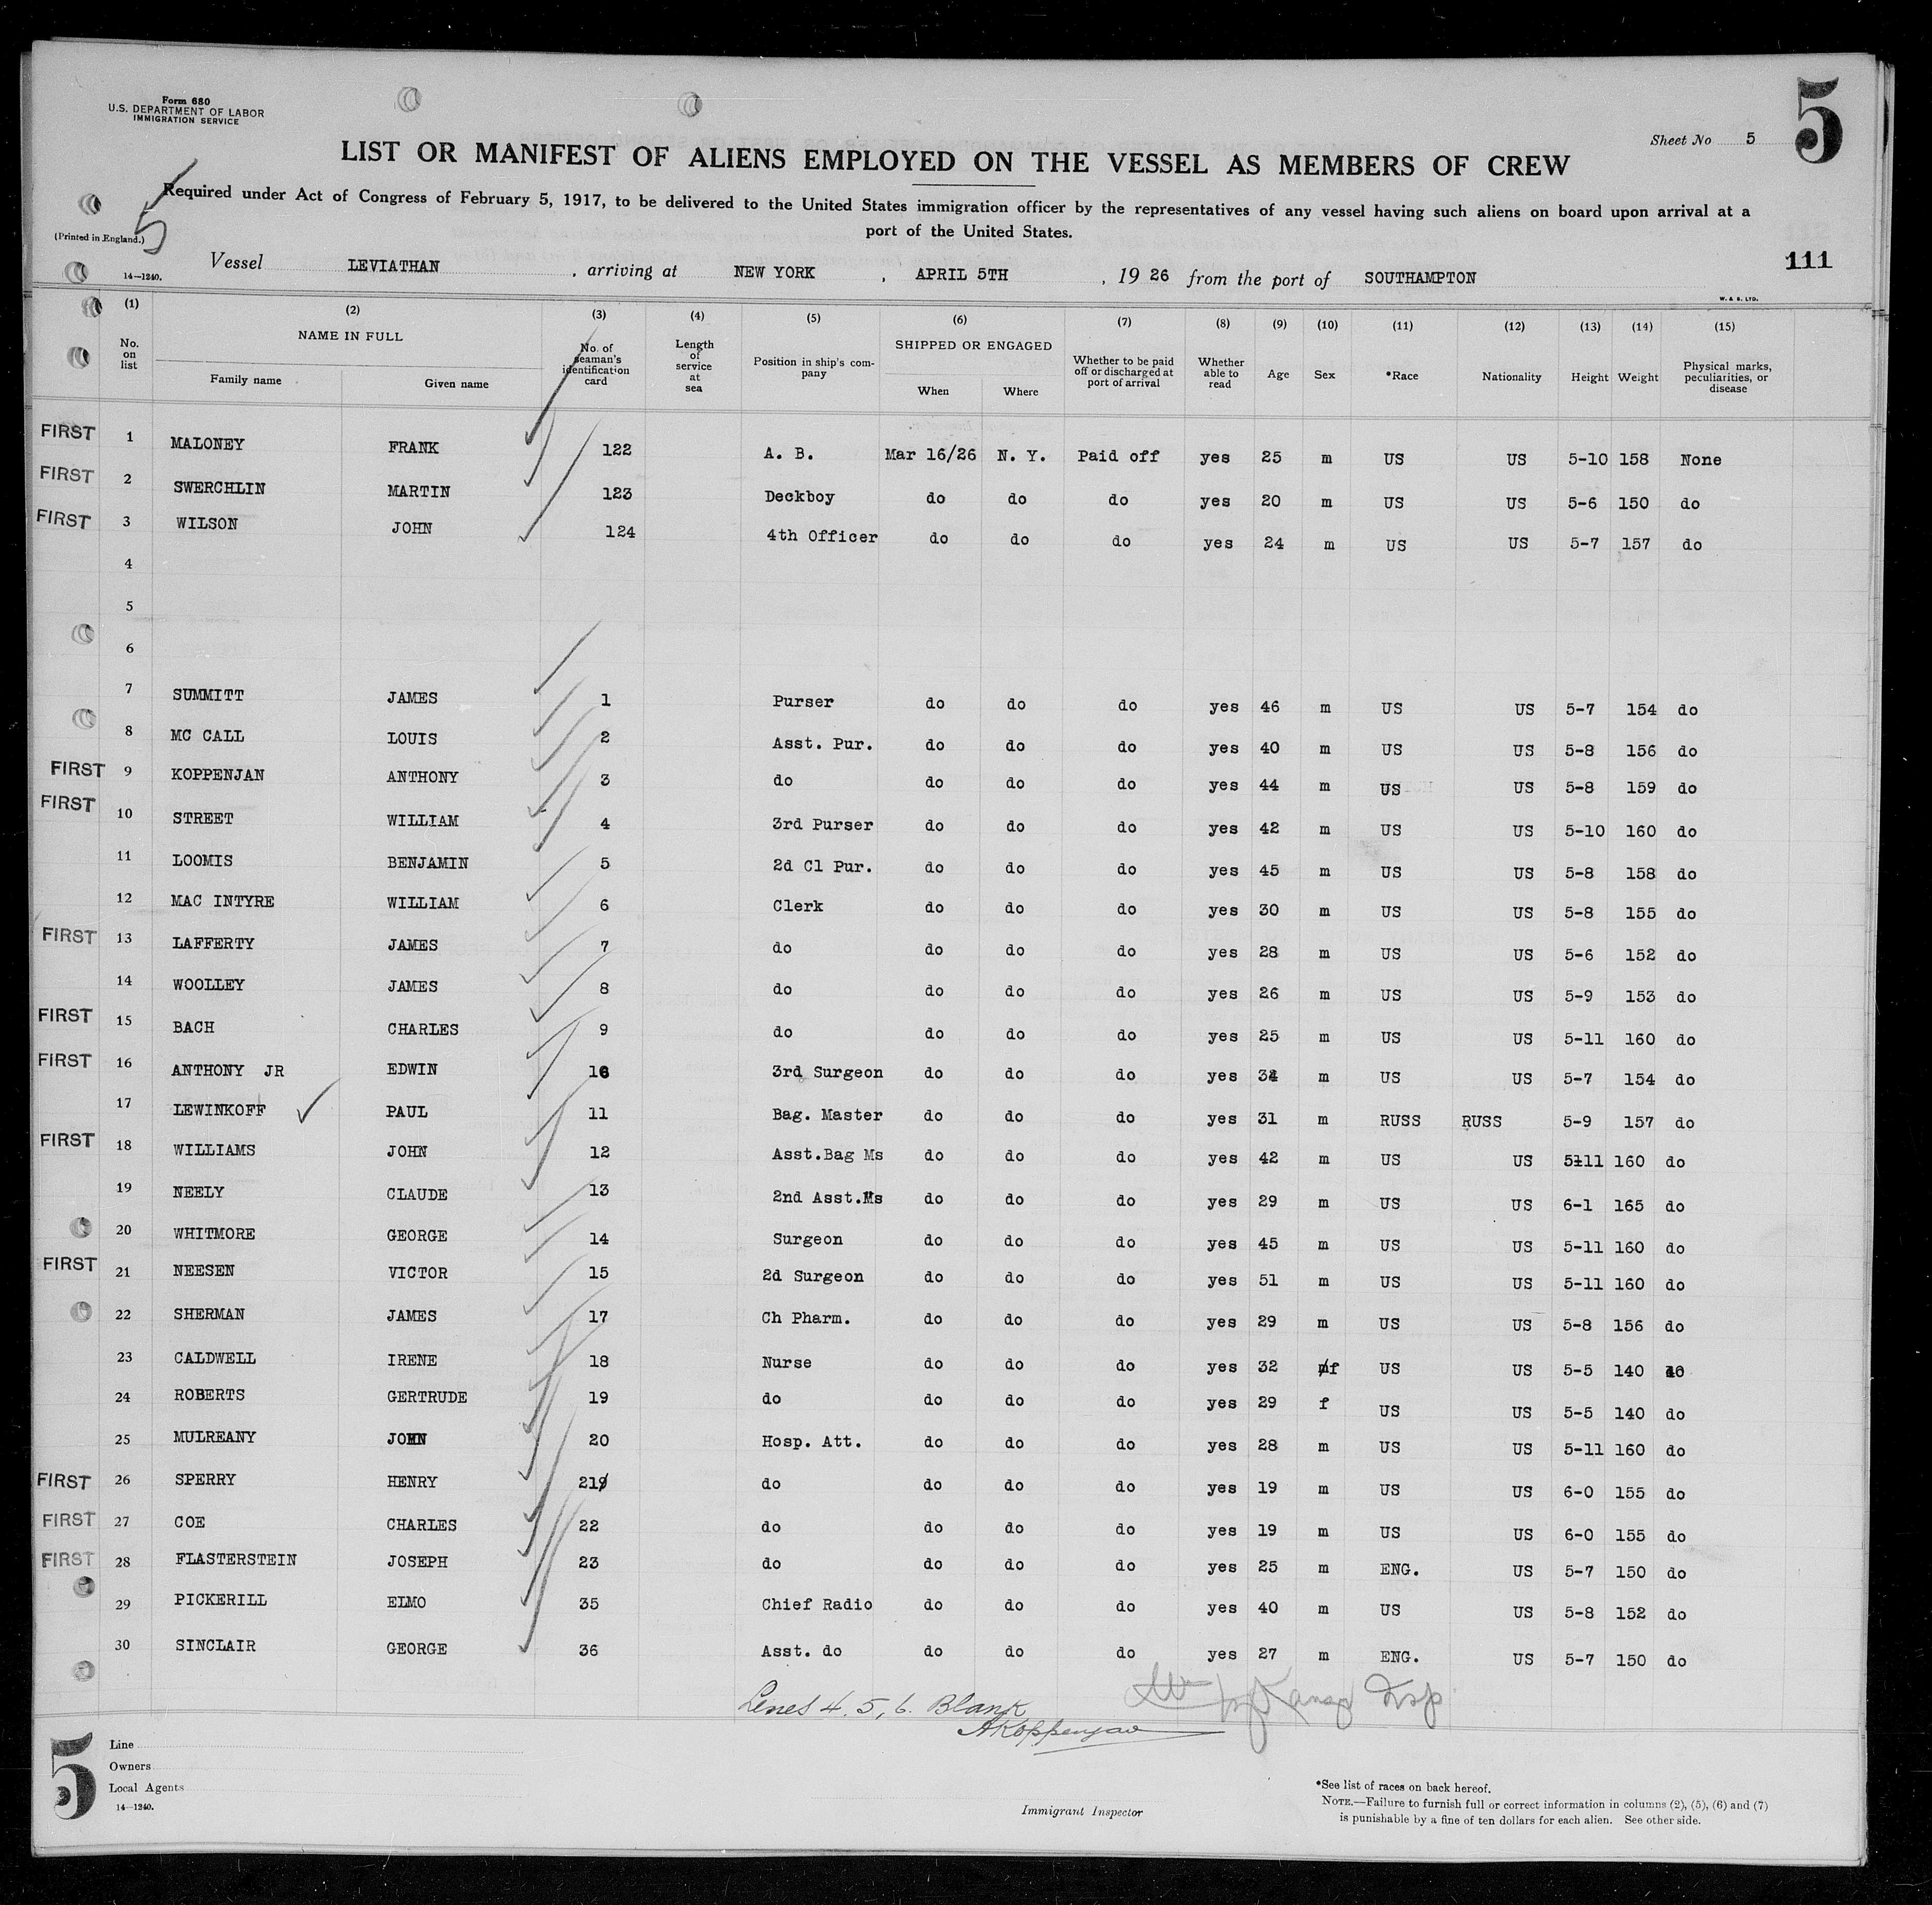 Form 680
U.S. DEPARTMENT OF LABOR
IMMIGRATION SERVICE
5
Sheet No 5
LIST OR MANIFEST OF ALIENS EMPLOYED ON THE VESSEL AS MEMBERS OF CREW
Required under Act of Congress of February 5, 1917, to be delivered to the United States immigration officer by the representatives of any vessel having such aliens on board upon arrival at a
port of the United States.
5
(Printed in England.)
111
14—1240.
Vessel LEVIATHAN , arriving at NEW YORK , APRIL 5TH , 19 26 from the port of SOUTHAMPTON
W. & S. LTD.
(1) (2) (3) (4) (5) (6) (7) (8) (9) (10) (11) (12) (13) (14) (15)
No. on list NAME IN FULL Family name Given name No. of seaman's identification card Length of service at sea Position in ship's company SHIPPED OR ENGAGED When Where Whether to be paid off or discharged at port of arrival Whether able to read Age Sex *Race Nationality Height Weight Physical marks, peculiarities, or disease
FIRST 1 MALONEY FRANK 122 A. B. Mar 16/26 N. Y. Paid off yes 25 m US US 5-10 158 None
FIRST 2 SWERCHLIN MARTIN 123 Deckboy do do do yes 20 m US US 5-6 150 do
FIRST 3 WILSON JOHN 124 4th Officer do do do yes 24 m US US 5-7 157 do
4
5
6
7 SUMMITT JAMES 1 Purser do do do yes 46 m US US 5-7 154 do
8 MC CALL LOUIS 2 Asst. Pur. do do do yes 40 m US US 5-8 156 do
FIRST 9 KOPPENJAN ANTHONY 3 do do do do yes 44 m US US 5-8 159 do
FIRST 10 STREET WILLIAM 4 3rd Purser do do do yes 42 m US US 5-10 160 do
11 LOOMIS BENJAMIN 5 2d Cl Pur. do do do yes 45 m US US 5-8 158 do
12 MAC INTYRE WILLIAM 6 Clerk do do do yes 30 m US US 5-8 155 do
FIRST 13 LAFFERTY JAMES 7 do do do do yes 28 m US US 5-6 152 do
14 WOOLLEY JAMES 8 do do do do yes 26 m US US 5-9 153 do
FIRST 15 BACH CHARLES 9 do do do do yes 25 m US US 5-11 160 do
FIRST 16 ANTHONY JR EDWIN 3rd Surgeon do do do yes 34 m US US 5-7 154 do
17 LEWINKOFF PAUL 11 Bag. Master do do do yes 31 m RUSS RUSS 5-9 157 do
FIRST 18 WILLIAMS JOHN 12 Asst.Bag Ms do do do yes 42 m US US 5-11 160 do
19 NEELY CLAUDE 13 2nd Asst.Ms do do do yes 29 m US US 6-1 165 do
20 WHITMORE GEORGE 14 Surgeon do do do yes 45 m US US 5-11 160 do
FIRST 21 NEESEN VICTOR 15 2d Surgeon do do do yes 51 m US US 5-11 160 do
22 SHERMAN JAMES 17 Ch Pharm. do do do yes 29 m US US 5-8 156 do
23 CALDWELL IRENE 18 Nurse do do do yes 32 mf US US 5-5 140 do
24 ROBERTS GERTRUDE 19 do do do do yes 29 f US US 5-5 140 do
25 MULREANY JOHN 20 Hosp. Att. do do do yes 28 m US US 5-11 160 do
FIRST 26 SPERRY HENRY 21 do do do do yes 19 m US US 6-0 155 do
FIRST 27 COE CHARLES 22 do do do do yes 19 m US US 6-0 155 do
FIRST 28 FLASTERSTEIN JOSEPH 23 do do do do yes 25 m ENG. US 5-7 150 do
29 PICKERILL ELMO 35 Chief Radio do do do yes 40 m US US 5-8 152 do
30 SINCLAIR GEORGE 36 Asst. do do do do yes 27 m ENG. US 5-7 150 do
Lines 4, 5, 6. Blank
AKoppenjan
5
Line
Owners
Local Agents
14—1240.
Immigrant Inspector
*See list of races on back hereof.
NOTE.—Failure to furnish full or correct information in columns (2), (5), (6) and (7)
is punishable by a fine of ten dollars for each alien. See other side.